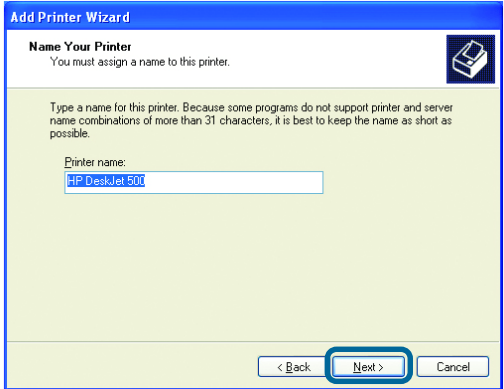 Add Printer Wizard
Name Your Printer
You must assign a name to this printer.
Type a name for this printer. Because some programs do not support printer and server
name combinations of more than 31 characters, it is best to keep the name as short as
possible.
Printer name:
HP DeskJet 500
< Back Next > Cancel